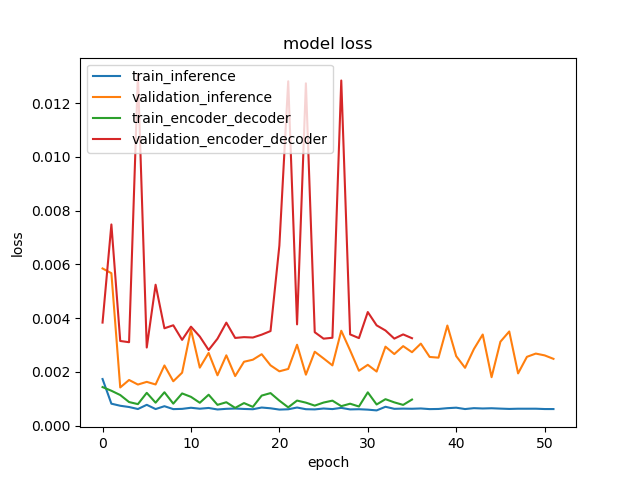 model loss
train_inference
validation_inference
train_encoder_decoder
validation_encoder_decoder
0.012
0.010
0.008
0.006
0.004
0.002
0.000
loss
0 10 20 30 40 50
epoch